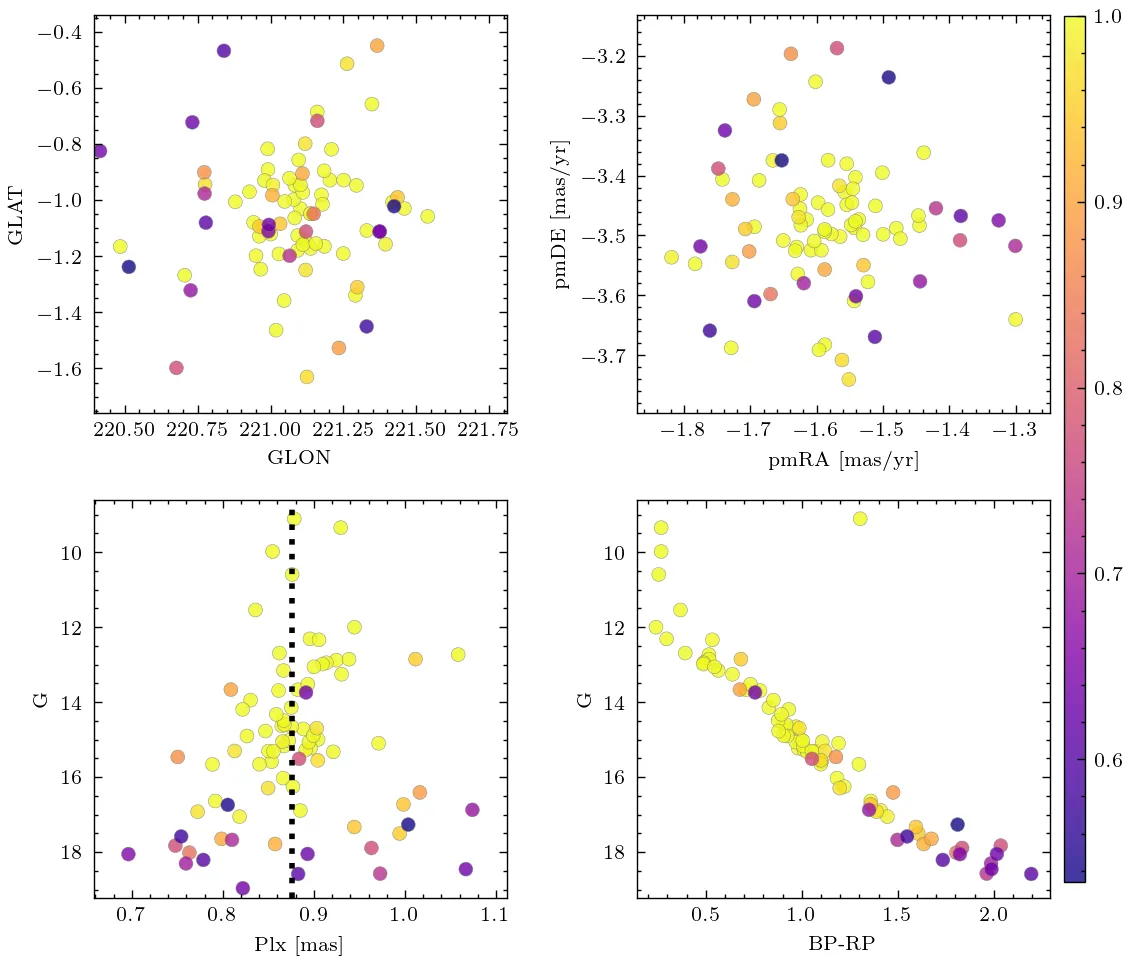 −0.4
−0.6
−0.8
−1.0
−1.2
−1.4
−1.6
GLAT
220.50 220.75 221.00 221.25 221.50 221.75
GLON
−3.2
−3.3
−3.4
−3.5
−3.6
−3.7
pmDE [mas/yr]
−1.8 −1.7 −1.6 −1.5 −1.4 −1.3
pmRA [mas/yr]
1.0
0.9
0.8
0.7
0.6
10
12
14
16
18
G
0.7 0.8 0.9 1.0 1.1
Plx [mas]
10
12
14
16
18
G
0.5 1.0 1.5 2.0
BP-RP